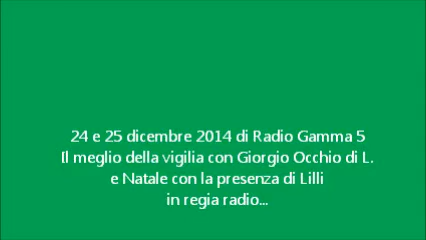 24 e 25 dicembre 2014 di Radio Gamma 5
Il meglio della vigilia con Giorgio Occhio di L.
e Natale con la presenza di Lilli
in regia radio...